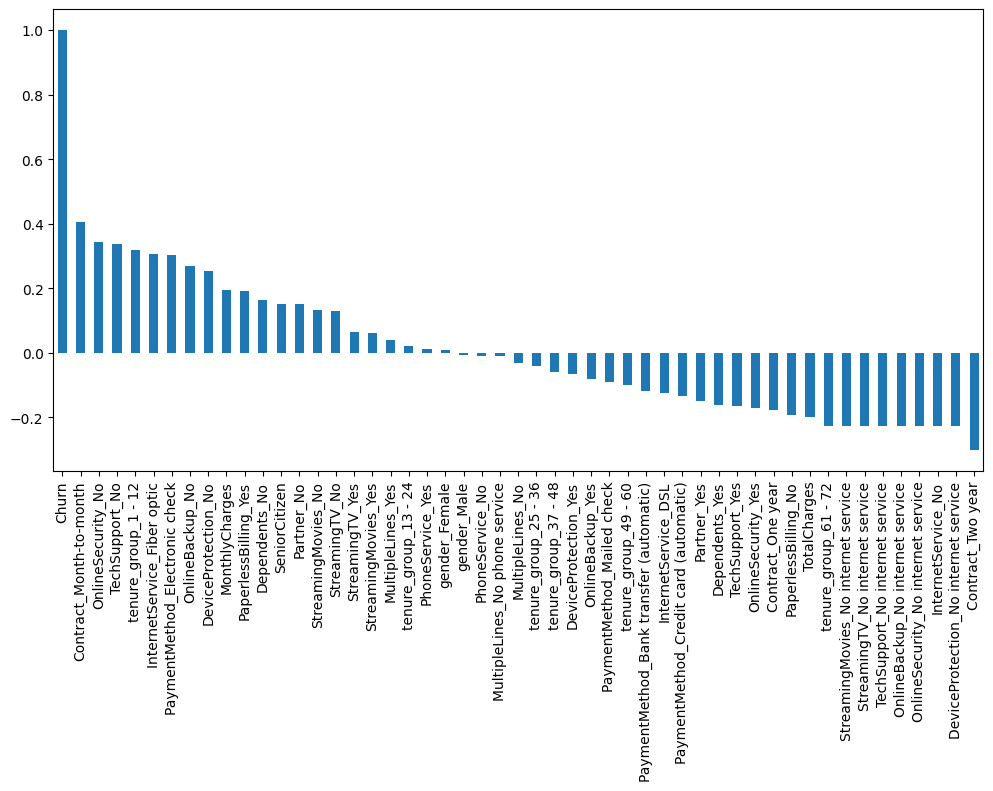 1.0
0.8
0.6
0.4
0.2
0.0
−0.2
Churn
Contract_Month-to-month
OnlineSecurity_No
TechSupport_No
tenure_group_1 - 12
InternetService_Fiber optic
PaymentMethod_Electronic check
OnlineBackup_No
DeviceProtection_No
MonthlyCharges
PaperlessBilling_Yes
Dependents_No
SeniorCitizen
Partner_No
StreamingMovies_No
StreamingTV_No
StreamingTV_Yes
StreamingMovies_Yes
MultipleLines_Yes
tenure_group_13 - 24
PhoneService_Yes
gender_Female
gender_Male
PhoneService_No
MultipleLines_No phone service
MultipleLines_No
tenure_group_25 - 36
tenure_group_37 - 48
DeviceProtection_Yes
OnlineBackup_Yes
PaymentMethod_Mailed check
tenure_group_49 - 60
PaymentMethod_Bank transfer (automatic)
InternetService_DSL
PaymentMethod_Credit card (automatic)
Partner_Yes
Dependents_Yes
TechSupport_Yes
OnlineSecurity_Yes
Contract_One year
PaperlessBilling_No
TotalCharges
tenure_group_61 - 72
StreamingMovies_No internet service
StreamingTV_No internet service
TechSupport_No internet service
OnlineBackup_No internet service
OnlineSecurity_No internet service
InternetService_No
DeviceProtection_No internet service
Contract_Two year